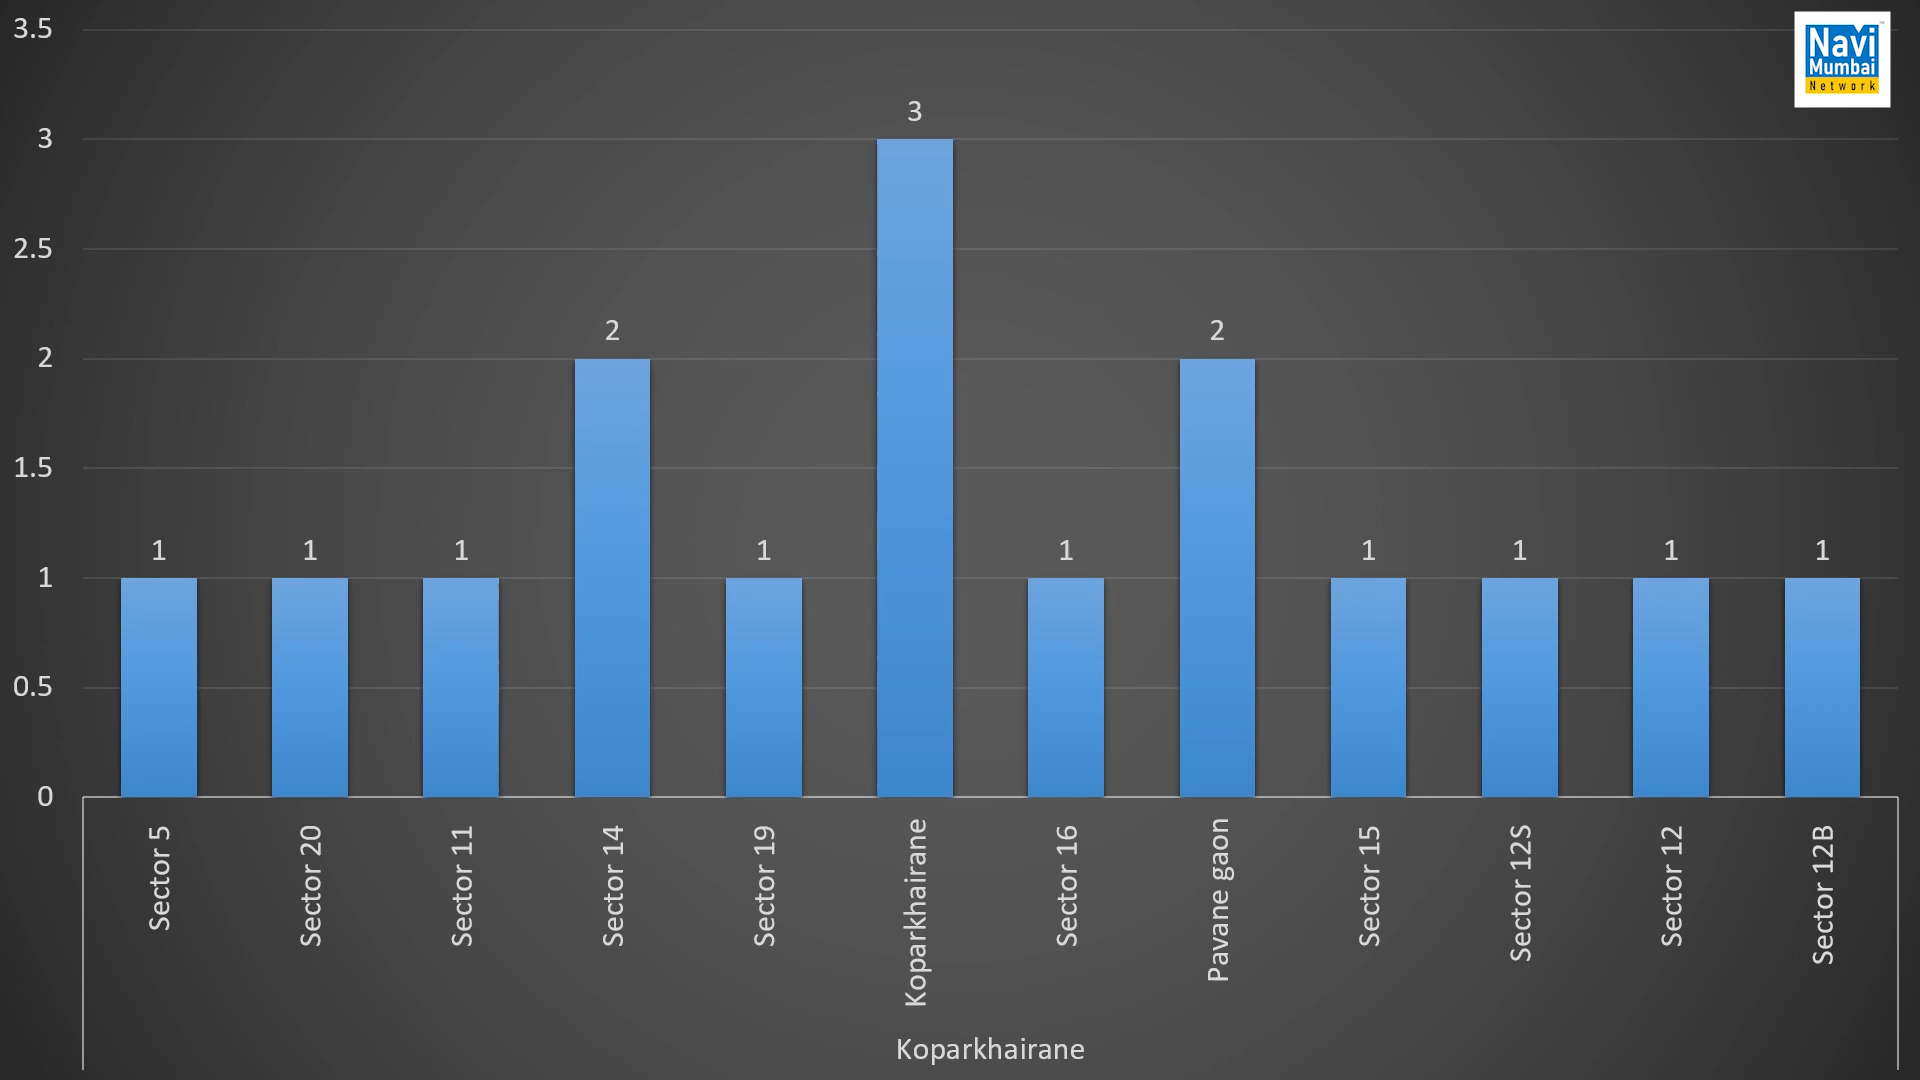 3.5
3
2.5
2
1.5
1
0.5
0
1
1
1
2
1
3
1
2
1
1
1
1
Sector 5
Sector 20
Sector 11
Sector 14
Sector 19
Koparkhairane
Sector 16
Pavane gaon
Sector 15
Sector 12S
Sector 12
Sector 12B
Koparkhairane
Navi
Mumbai
Network